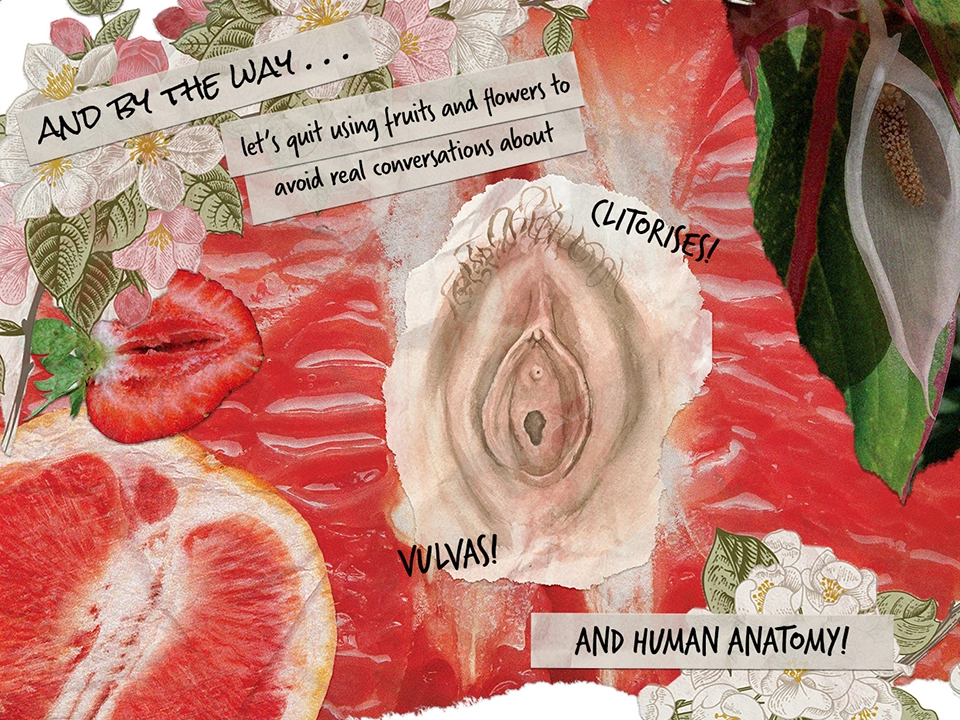 AND BY THE WAY . . .
let's quit using fruits and flowers to
avoid real conversations about
CLITORISES!
VULVAS!
AND HUMAN ANATOMY!